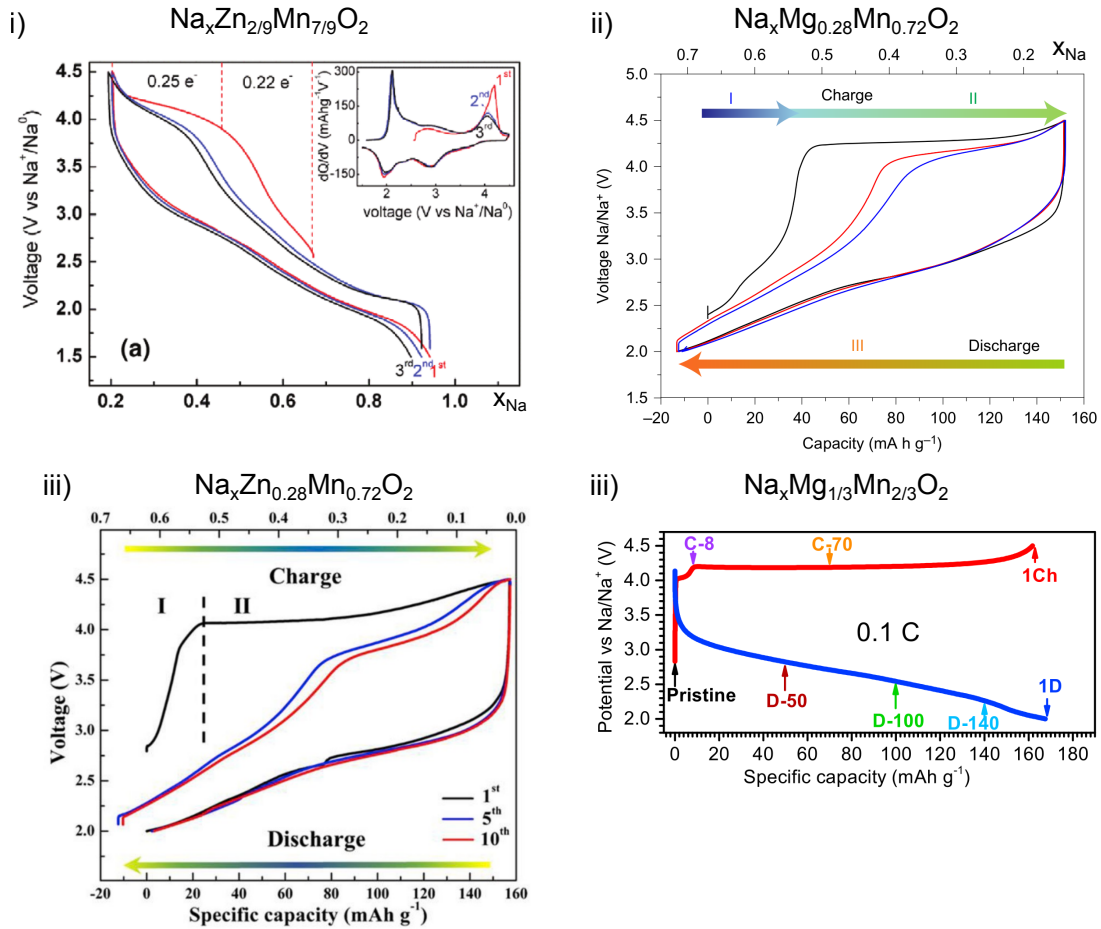 i)
NaₓZn₂/₉Mn₇/₉O₂
4.5
4.0
3.5
3.0
2.5
2.0
1.5
Voltage (V vs Na⁺/Na⁰)
0.25 e⁻
0.22 e⁻
300
150
0
-150
dQ/dV (mAhg⁻¹V⁻¹)
1ˢᵗ
2ⁿᵈ
3ʳᵈ
2
3
4
voltage (V vs Na⁺/Na⁰)
(a)
3ʳᵈ2ⁿᵈ1ˢᵗ
0.2
0.4
0.6
0.8
1.0
x_Na
ii)
NaₓMg₀.₂₈Mn₀.₇₂O₂
0.7
0.6
0.5
0.4
0.3
0.2
x_Na
5.0
4.5
4.0
3.5
3.0
2.5
2.0
1.5
Voltage Na/Na⁺ (V)
I
Charge
II
III
Discharge
–20
0
20
40
60
80
100
120
140
160
Capacity (mA h g⁻¹)
iii)
NaₓZn₀.₂₈Mn₀.₇₂O₂
0.7
0.6
0.5
0.4
0.3
0.2
0.1
0.0
Charge
I
II
4.5
4.0
3.5
3.0
2.5
2.0
Voltage (V)
1ˢᵗ
5ᵗʰ
10ᵗʰ
Discharge
-20
0
20
40
60
80
100
120
140
160
Specific capacity (mAh g⁻¹)
iii)
NaₓMg₁/₃Mn₂/₃O₂
4.5
4.0
3.5
3.0
2.5
2.0
Potential vs Na/Na⁺ (V)
C-8
C-70
1Ch
0.1 C
Pristine
D-50
D-100
D-140
1D
0
20
40
60
80
100
120
140
160
180
Specific capacity (mAh g⁻¹)